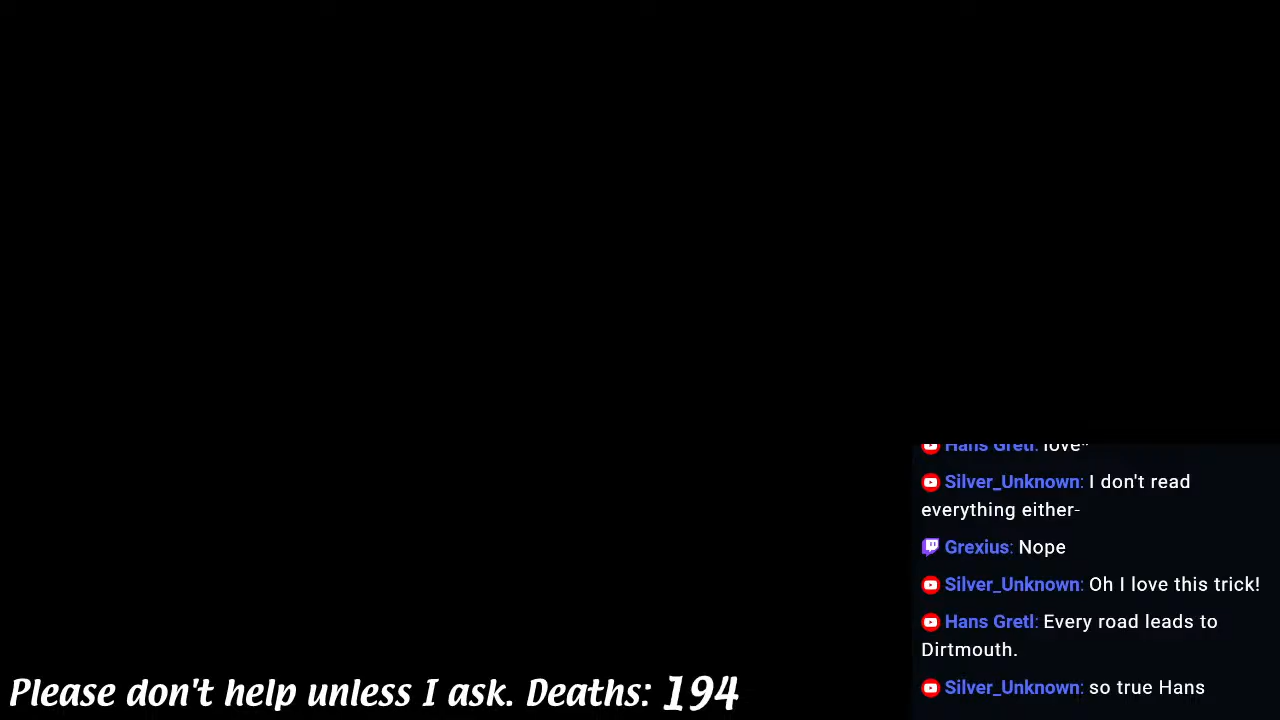 Hans Gretl: love*
Silver_Unknown: I don't read
everything either-
Grexius: Nope
Silver_Unknown: Oh I love this trick!
Hans Gretl: Every road leads to
Dirtmouth.
Silver_Unknown: so true Hans
Please don't help unless I ask. Deaths: 194